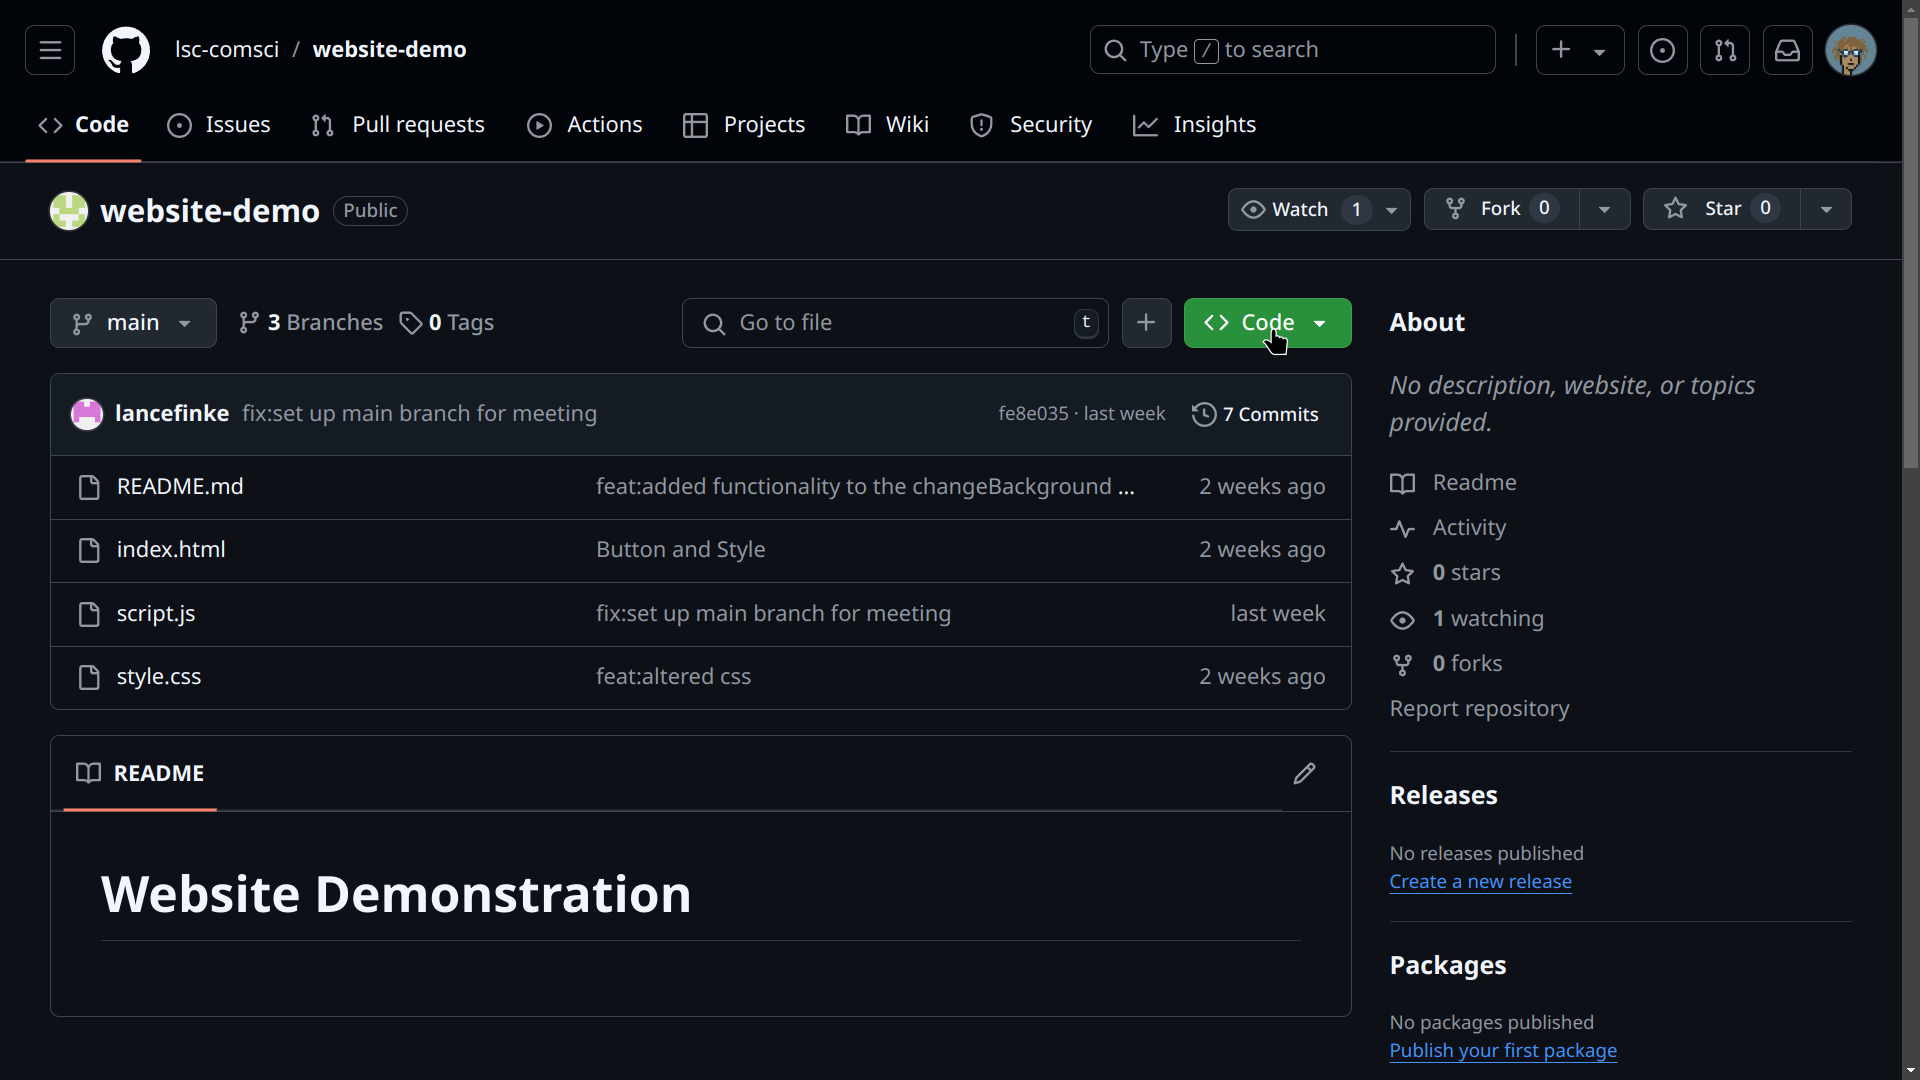 lsc-comsci / website-demo
Type / to search
Code Issues Pull requests Actions Projects Wiki Security Insights
website-demo Public
Watch 1 Fork 0 Star 0
main 3 Branches 0 Tags Go to file t Code
About
No description, website, or topics
provided.
Readme
Activity
0 stars
1 watching
0 forks
Report repository
lancefinke fix:set up main branch for meeting fe8e035 · last week 7 Commits
README.md feat:added functionality to the changeBackground ... 2 weeks ago
index.html Button and Style 2 weeks ago
script.js fix:set up main branch for meeting last week
style.css feat:altered css 2 weeks ago
README
Website Demonstration
Releases
No releases published
Create a new release
Packages
No packages published
Publish your first package